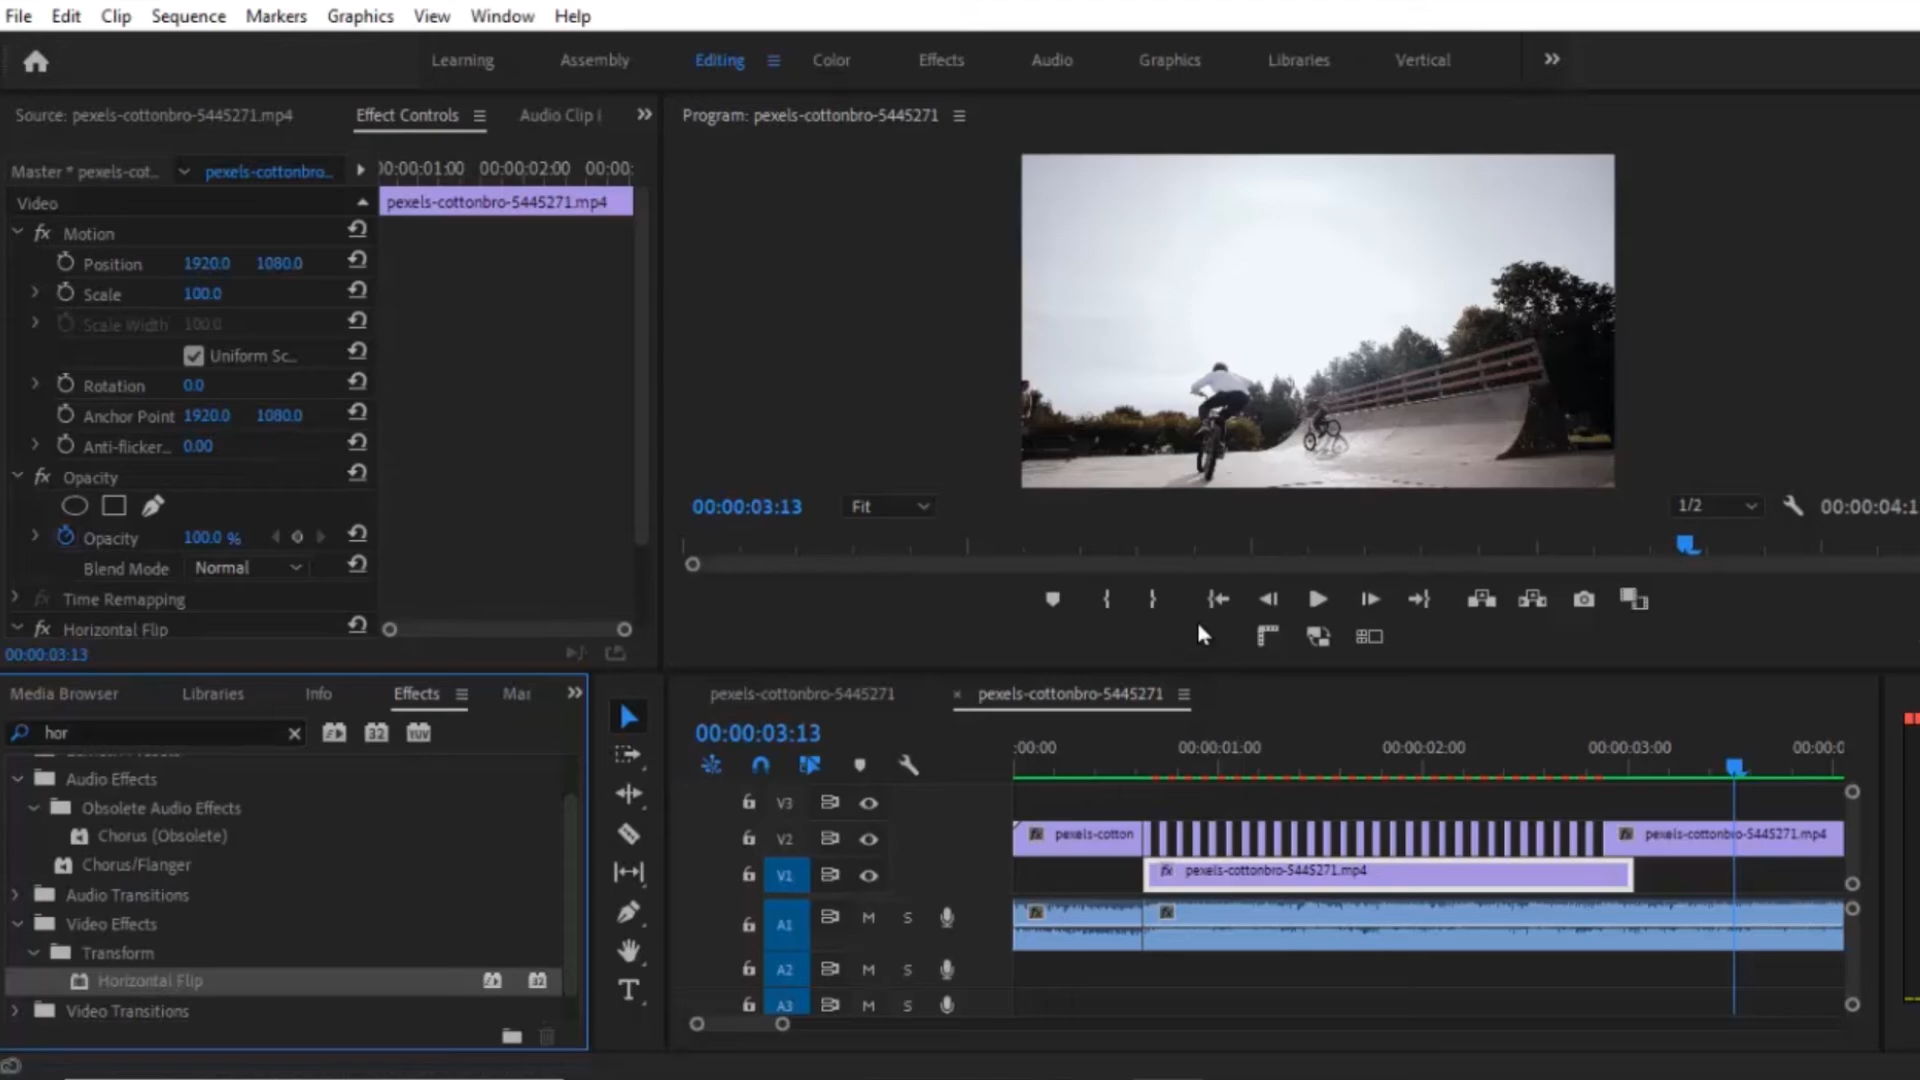 File Edit Clip Sequence Markers Graphics View Window Help
Learning Assembly Editing Color Effects Audio Graphics Libraries Vertical
Source: pexels-cottonbro-5445271.mp4 Effect Controls Audio Clip
Program: pexels-cottonbro-5445271
Master * pexels-cot... pexels-cottonbro...
00:00:01:00 00:00:02:00 00:00:
Video
pexels-cottonbro-5445271.mp4
fx Motion
Position 1920.0 1080.0
Scale 100.0
Scale Width 100.0
Uniform Sc...
Rotation 0.0
Anchor Point 1920.0 1080.0
Anti-flicker... 0.00
fx Opacity
Opacity 100.0 %
Blend Mode Normal
fx Time Remapping
fx Horizontal Flip
00:00:03:13
00:00:03:13 Fit 1/2 00:00:04:1
Media Browser Libraries Info Effects Mar
hor 32 YUV
Audio Effects
Obsolete Audio Effects
Chorus (Obsolete)
Chorus/Flanger
Audio Transitions
Video Effects
Transform
Horizontal Flip 32
Video Transitions
pexels-cottonbro-5445271 × pexels-cottonbro-5445271
00:00:03:13
:00:00 00:00:01:00 00:00:02:00 00:00:03:00 00:00:0
V3
V2 fx pexels-cotton fx pexels-cottonbro-5445271.mp4
V1 fx pexels-cottonbro-5445271.mp4
A1 M S fx fx
A2 M S
A3 M S
T